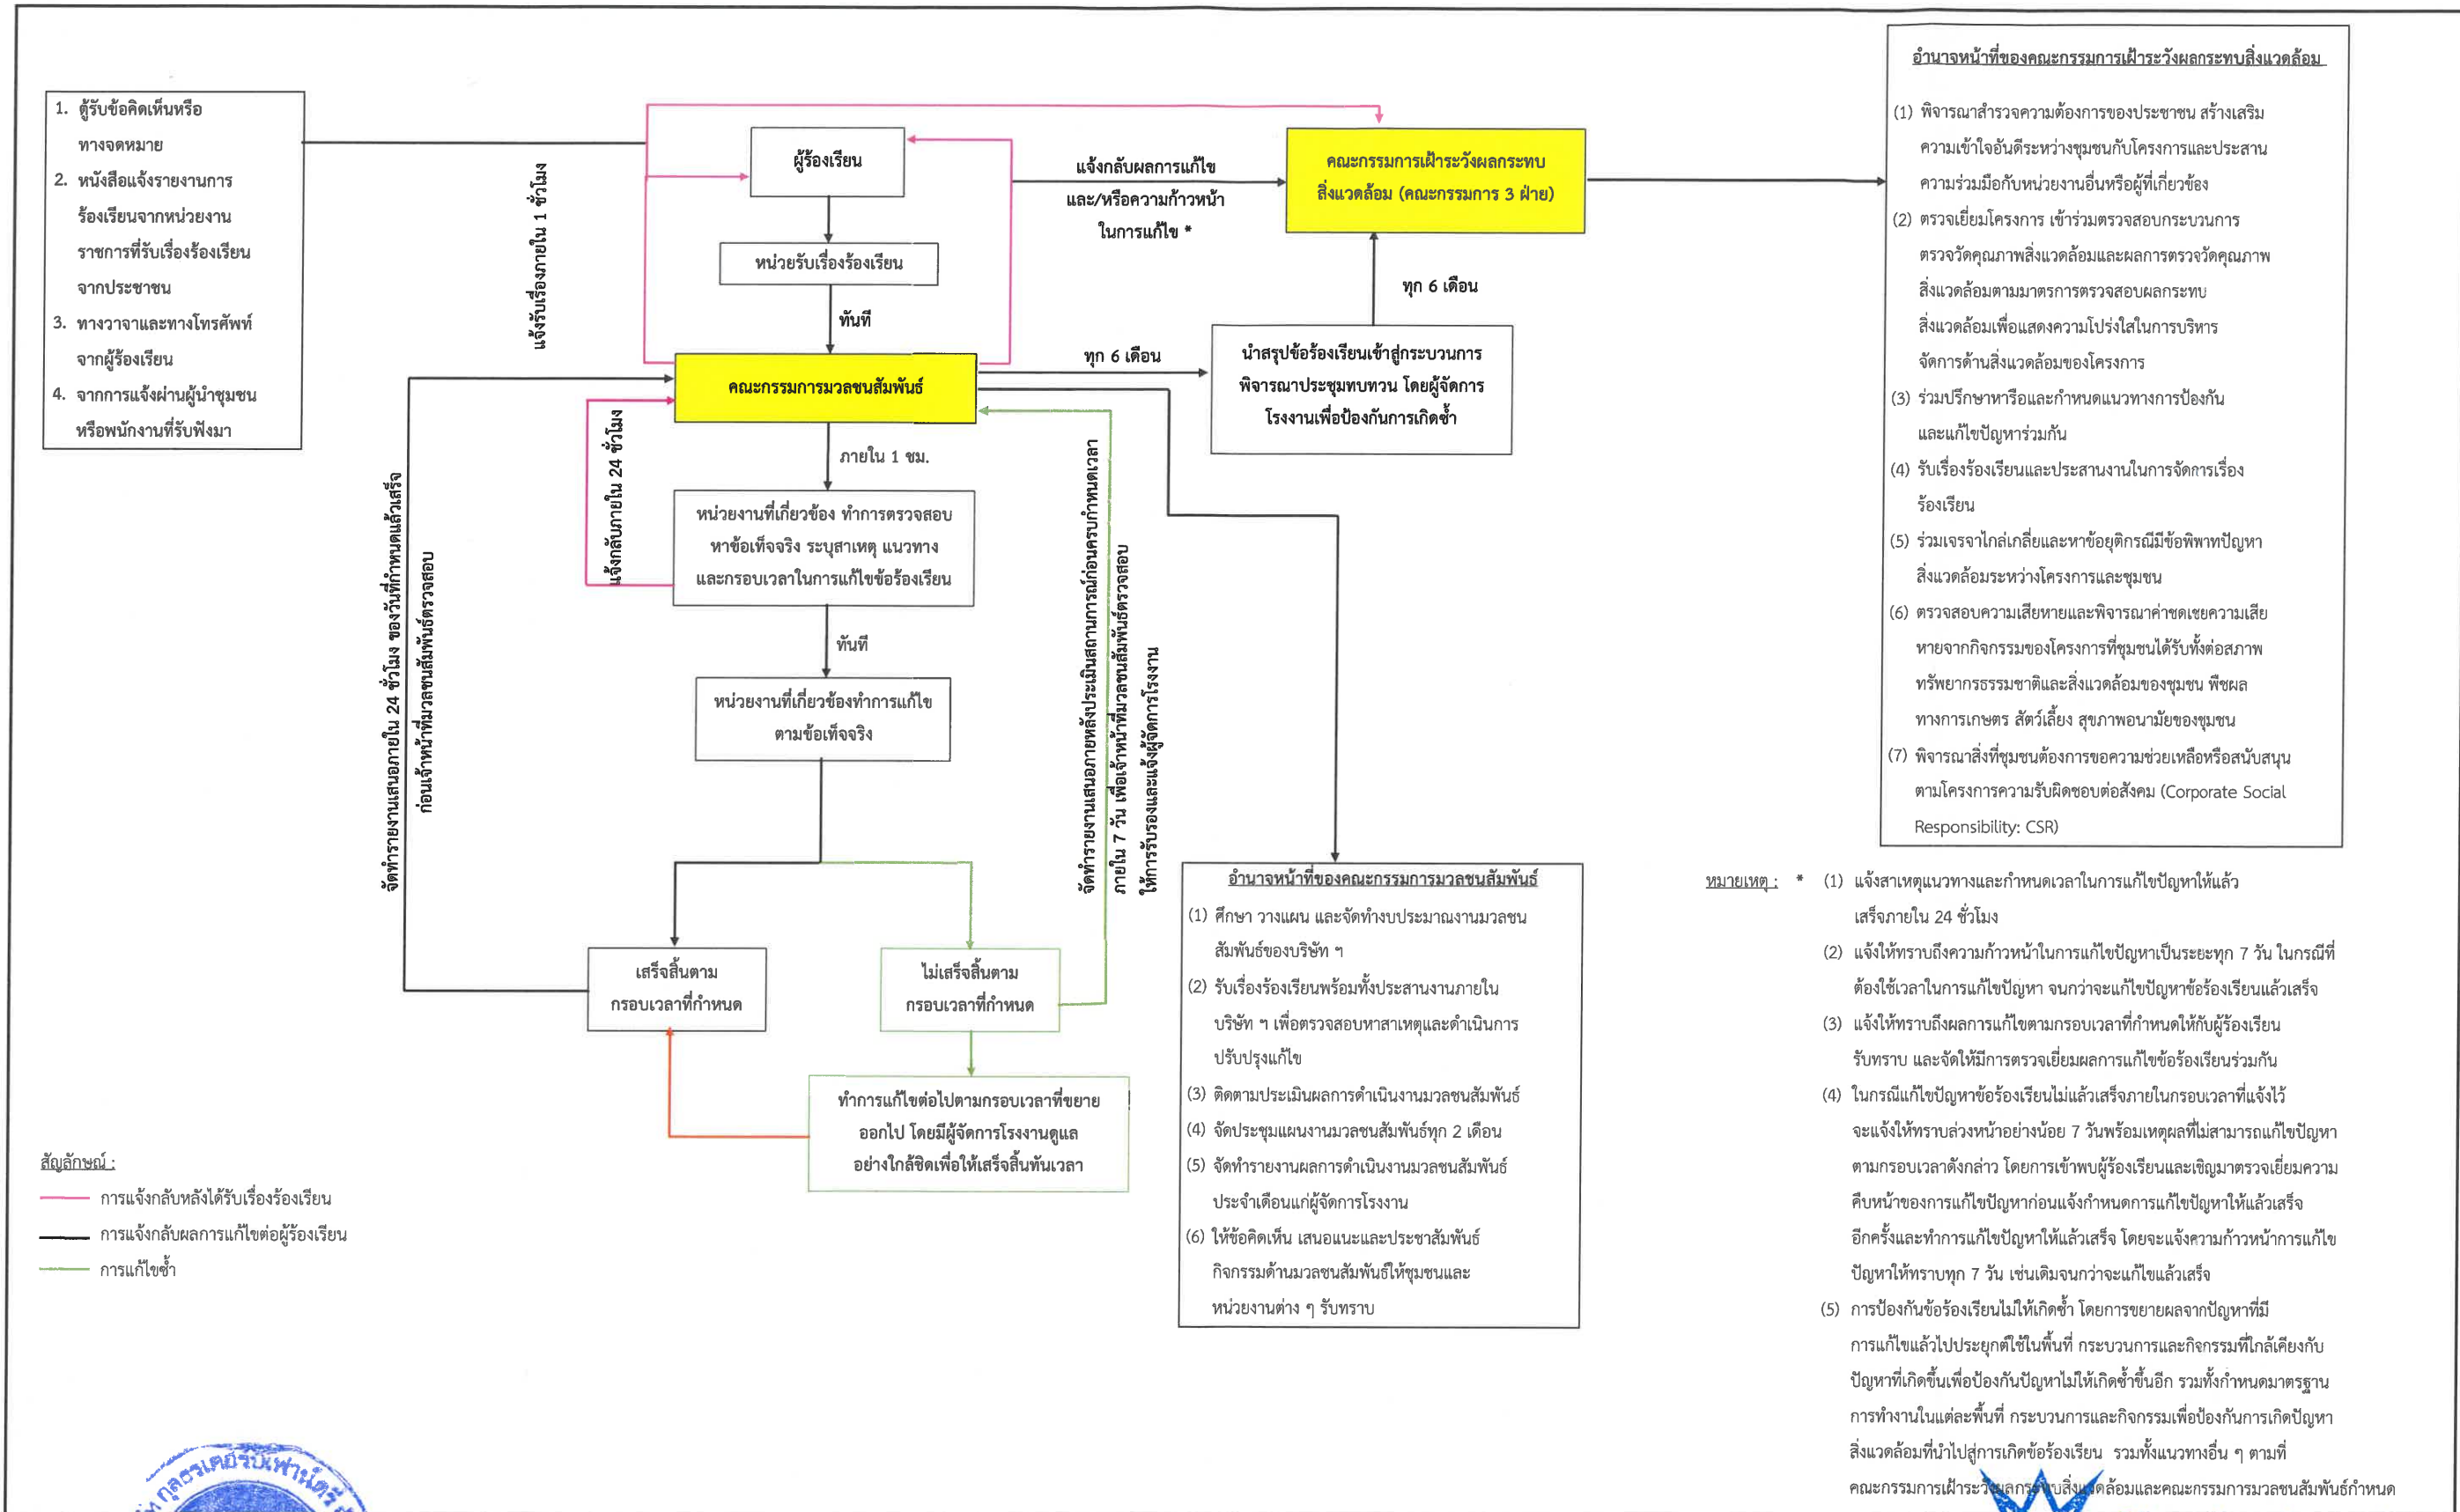 1. ตู้รับข้อคิดเห็นหรือ
ทางจดหมาย
2. หนังสือแจ้งรายงานการ
ร้องเรียนจากหน่วยงาน
ราชการที่รับเรื่องร้องเรียน
จากประชาชน
3. ทางวาจาและทางโทรศัพท์
จากผู้ร้องเรียน
4. จากการแจ้งผ่านผู้นำชุมชน
หรือพนักงานที่รับฟังมา
แจ้งรับเรื่องภายใน 1 ชั่วโมง
ผู้ร้องเรียน
หน่วยรับเรื่องร้องเรียน
ทันที
คณะกรรมการมวลชนสัมพันธ์
แจ้งกลับผลการแก้ไข
และ/หรือความก้าวหน้า
ในการแก้ไข *
คณะกรรมการเฝ้าระวังผลกระทบ
สิ่งแวดล้อม (คณะกรรมการ 3 ฝ่าย)
ทุก 6 เดือน
ทุก 6 เดือน
นำสรุปข้อร้องเรียนเข้าสู่กระบวนการ
พิจารณาประชุมทบทวน โดยผู้จัดการ
โรงงานเพื่อป้องกันการเกิดซ้ำ
ภายใน 1 ชม.
แจ้งกลับภายใน 24 ชั่วโมง
หน่วยงานที่เกี่ยวข้อง ทำการตรวจสอบ
หาข้อเท็จจริง ระบุสาเหตุ แนวทาง
และกรอบเวลาในการแก้ไขข้อร้องเรียน
ทันที
หน่วยงานที่เกี่ยวข้องทำการแก้ไข
ตามข้อเท็จจริง
จัดทำรายงานเสนอภายใน 24 ชั่วโมง ของวันที่กำหนดแล้วเสร็จ
ก่อนเจ้าหน้าที่มวลชนสัมพันธ์ตรวจสอบ
จัดทำรายงานเสนอภายหลังประเมินสถานการณ์ก่อนครบกำหนดเวลา
ภายใน 7 วัน เพื่อเจ้าหน้าที่มวลชนสัมพันธ์ตรวจสอบ
ให้การรับรองและแจ้งผู้จัดการโรงงาน
เสร็จสิ้นตาม
กรอบเวลาที่กำหนด
ไม่เสร็จสิ้นตาม
กรอบเวลาที่กำหนด
ทำการแก้ไขต่อไปตามกรอบเวลาที่ขยาย
ออกไป โดยมีผู้จัดการโรงงานดูแล
อย่างใกล้ชิดเพื่อให้เสร็จสิ้นทันเวลา
สัญลักษณ์ :
การแจ้งกลับหลังได้รับเรื่องร้องเรียน
การแจ้งกลับผลการแก้ไขต่อผู้ร้องเรียน
การแก้ไขซ้ำ
อำนาจหน้าที่ของคณะกรรมการมวลชนสัมพันธ์
(1) ศึกษา วางแผน และจัดทำงบประมาณงานมวลชน
สัมพันธ์ของบริษัท ฯ
(2) รับเรื่องร้องเรียนพร้อมทั้งประสานงานภายใน
บริษัท ฯ เพื่อตรวจสอบหาสาเหตุและดำเนินการ
ปรับปรุงแก้ไข
(3) ติดตามประเมินผลการดำเนินงานมวลชนสัมพันธ์
(4) จัดประชุมแผนงานมวลชนสัมพันธ์ทุก 2 เดือน
(5) จัดทำรายงานผลการดำเนินงานมวลชนสัมพันธ์
ประจำเดือนแก่ผู้จัดการโรงงาน
(6) ให้ข้อคิดเห็น เสนอแนะและประชาสัมพันธ์
กิจกรรมด้านมวลชนสัมพันธ์ให้ชุมชนและ
หน่วยงานต่าง ๆ รับทราบ
อำนาจหน้าที่ของคณะกรรมการเฝ้าระวังผลกระทบสิ่งแวดล้อม
(1) พิจารณาสำรวจความต้องการของประชาชน สร้างเสริม
ความเข้าใจอันดีระหว่างชุมชนกับโครงการและประสาน
ความร่วมมือกับหน่วยงานอื่นหรือผู้ที่เกี่ยวข้อง
(2) ตรวจเยี่ยมโครงการ เข้าร่วมตรวจสอบกระบวนการ
ตรวจวัดคุณภาพสิ่งแวดล้อมและผลการตรวจวัดคุณภาพ
สิ่งแวดล้อมตามมาตรการตรวจสอบผลกระทบ
สิ่งแวดล้อมเพื่อแสดงความโปร่งใสในการบริหาร
จัดการด้านสิ่งแวดล้อมของโครงการ
(3) ร่วมปรึกษาหารือและกำหนดแนวทางการป้องกัน
และแก้ไขปัญหาร่วมกัน
(4) รับเรื่องร้องเรียนและประสานงานในการจัดการเรื่อง
ร้องเรียน
(5) ร่วมเจรจาไกล่เกลี่ยและหาข้อยุติกรณีมีข้อพิพาทปัญหา
สิ่งแวดล้อมระหว่างโครงการและชุมชน
(6) ตรวจสอบความเสียหายและพิจารณาค่าชดเชยความเสีย
หายจากกิจกรรมของโครงการที่ชุมชนได้รับทั้งต่อสภาพ
ทรัพยากรธรรมชาติและสิ่งแวดล้อมของชุมชน พืชผล
ทางการเกษตร สัตว์เลี้ยง สุขภาพอนามัยของชุมชน
(7) พิจารณาสิ่งที่ชุมชนต้องการขอความช่วยเหลือหรือสนับสนุน
ตามโครงการความรับผิดชอบต่อสังคม (Corporate Social
Responsibility: CSR)
หมายเหตุ : * (1) แจ้งสาเหตุแนวทางและกำหนดเวลาในการแก้ไขปัญหาให้แล้ว
เสร็จภายใน 24 ชั่วโมง
(2) แจ้งให้ทราบถึงความก้าวหน้าในการแก้ไขปัญหาเป็นระยะทุก 7 วัน ในกรณีที่
ต้องใช้เวลาในการแก้ไขปัญหา จนกว่าจะแก้ไขปัญหาข้อร้องเรียนแล้วเสร็จ
(3) แจ้งให้ทราบถึงผลการแก้ไขตามกรอบเวลาที่กำหนดให้กับผู้ร้องเรียน
รับทราบ และจัดให้มีการตรวจเยี่ยมผลการแก้ไขข้อร้องเรียนร่วมกัน
(4) ในกรณีแก้ไขปัญหาข้อร้องเรียนไม่แล้วเสร็จภายในกรอบเวลาที่แจ้งไว้
จะแจ้งให้ทราบล่วงหน้าอย่างน้อย 7 วันพร้อมเหตุผลที่ไม่สามารถแก้ไขปัญหา
ตามกรอบเวลาดังกล่าว โดยการเข้าพบผู้ร้องเรียนและเชิญมาตรวจเยี่ยมความ
คืบหน้าของการแก้ไขปัญหาก่อนแจ้งกำหนดการแก้ไขปัญหาให้แล้วเสร็จ
อีกครั้งและทำการแก้ไขปัญหาให้แล้วเสร็จ โดยจะแจ้งความก้าวหน้าการแก้ไข
ปัญหาให้ทราบทุก 7 วัน เช่นเดิมจนกว่าจะแก้ไขแล้วเสร็จ
(5) การป้องกันข้อร้องเรียนไม่ให้เกิดซ้ำ โดยการขยายผลจากปัญหาที่มี
การแก้ไขแล้วไปประยุกต์ใช้ในพื้นที่ กระบวนการและกิจกรรมที่ใกล้เคียงกับ
ปัญหาที่เกิดขึ้นเพื่อป้องกันปัญหาไม่ให้เกิดซ้ำขึ้นอีก รวมทั้งกำหนดมาตรฐาน
การทำงานในแต่ละพื้นที่ กระบวนการและกิจกรรมเพื่อป้องกันการเกิดปัญหา
สิ่งแวดล้อมที่นำไปสู่การเกิดข้อร้องเรียน รวมทั้งแนวทางอื่น ๆ ตามที่
คณะกรรมการเฝ้าระวังผลกระทบสิ่งแวดล้อมและคณะกรรมการมวลชนสัมพันธ์กำหนด